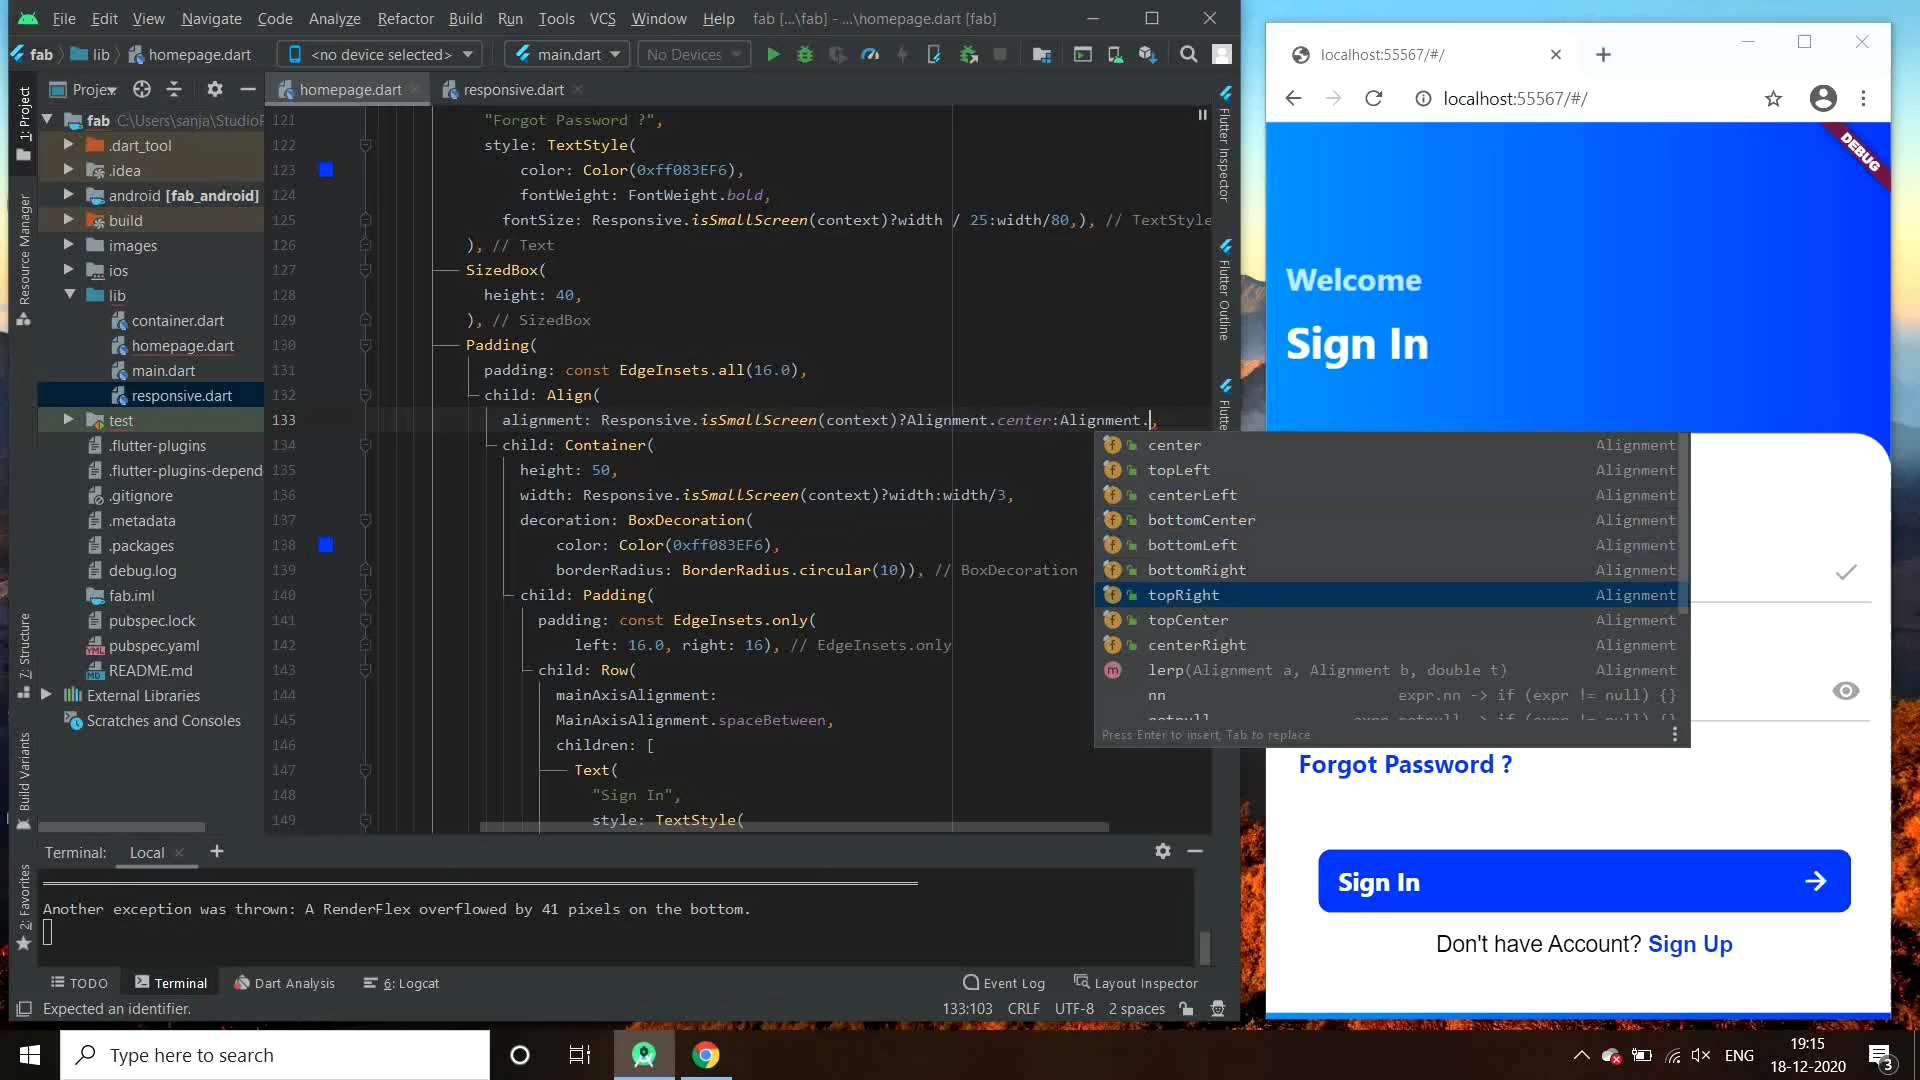 File Edit View Navigate Code Analyze Refactor Build Run Tools VCS Window Help fab [...\fab] - ...\homepage.dart [fab]
fab lib homepage.dart <no device selected> main.dart No Devices
1: Project
Resource Manager
Z: Structure
Build Variants
2: Favorites
Project
fab C:\Users\sanja\StudioP
.dart_tool
.idea
android [fab_android]
build
images
ios
lib
container.dart
homepage.dart
main.dart
responsive.dart
test
.flutter-plugins
.flutter-plugins-depend
.gitignore
.metadata
.packages
debug.log
fab.iml
pubspec.lock
pubspec.yaml
README.md
External Libraries
Scratches and Consoles
homepage.dart responsive.dart
121 "Forgot Password ?",
122 style: TextStyle(
123 color: Color(0xff083EF6),
124 fontWeight: FontWeight.bold,
125 fontSize: Responsive.isSmallScreen(context)?width / 25:width/80,), // TextStyle
126 ), // Text
127 SizedBox(
128 height: 40,
129 ), // SizedBox
130 Padding(
131 padding: const EdgeInsets.all(16.0),
132 child: Align(
133 alignment: Responsive.isSmallScreen(context)?Alignment.center:Alignment.,
134 child: Container(
135 height: 50,
136 width: Responsive.isSmallScreen(context)?width:width/3,
137 decoration: BoxDecoration(
138 color: Color(0xff083EF6),
139 borderRadius: BorderRadius.circular(10)), // BoxDecoration
140 child: Padding(
141 padding: const EdgeInsets.only(
142 left: 16.0, right: 16), // EdgeInsets.only
143 child: Row(
144 mainAxisAlignment:
145 MainAxisAlignment.spaceBetween,
146 children: [
147 Text(
148 "Sign In",
149 style: TextStyle(
center Alignment
topLeft Alignment
centerLeft Alignment
bottomCenter Alignment
bottomLeft Alignment
bottomRight Alignment
topRight Alignment
topCenter Alignment
centerRight Alignment
lerp(Alignment a, Alignment b, double t) Alignment
nn expr.nn -> if (expr != null) {}
notnull expr.notnull -> if (expr != null) {}
Press Enter to insert, Tab to replace
Flutter Inspector
Flutter Outline
Flutte
Terminal: Local
Another exception was thrown: A RenderFlex overflowed by 41 pixels on the bottom.
TODO Terminal Dart Analysis 6: Logcat Event Log Layout Inspector
Expected an identifier. 133:103 CRLF UTF-8 2 spaces
localhost:55567/#/
localhost:55567/#/
DEBUG
Welcome
Sign In
Forgot Password ?
Sign In
Don't have Account? Sign Up
Type here to search
ENG
19:15
18-12-2020
3